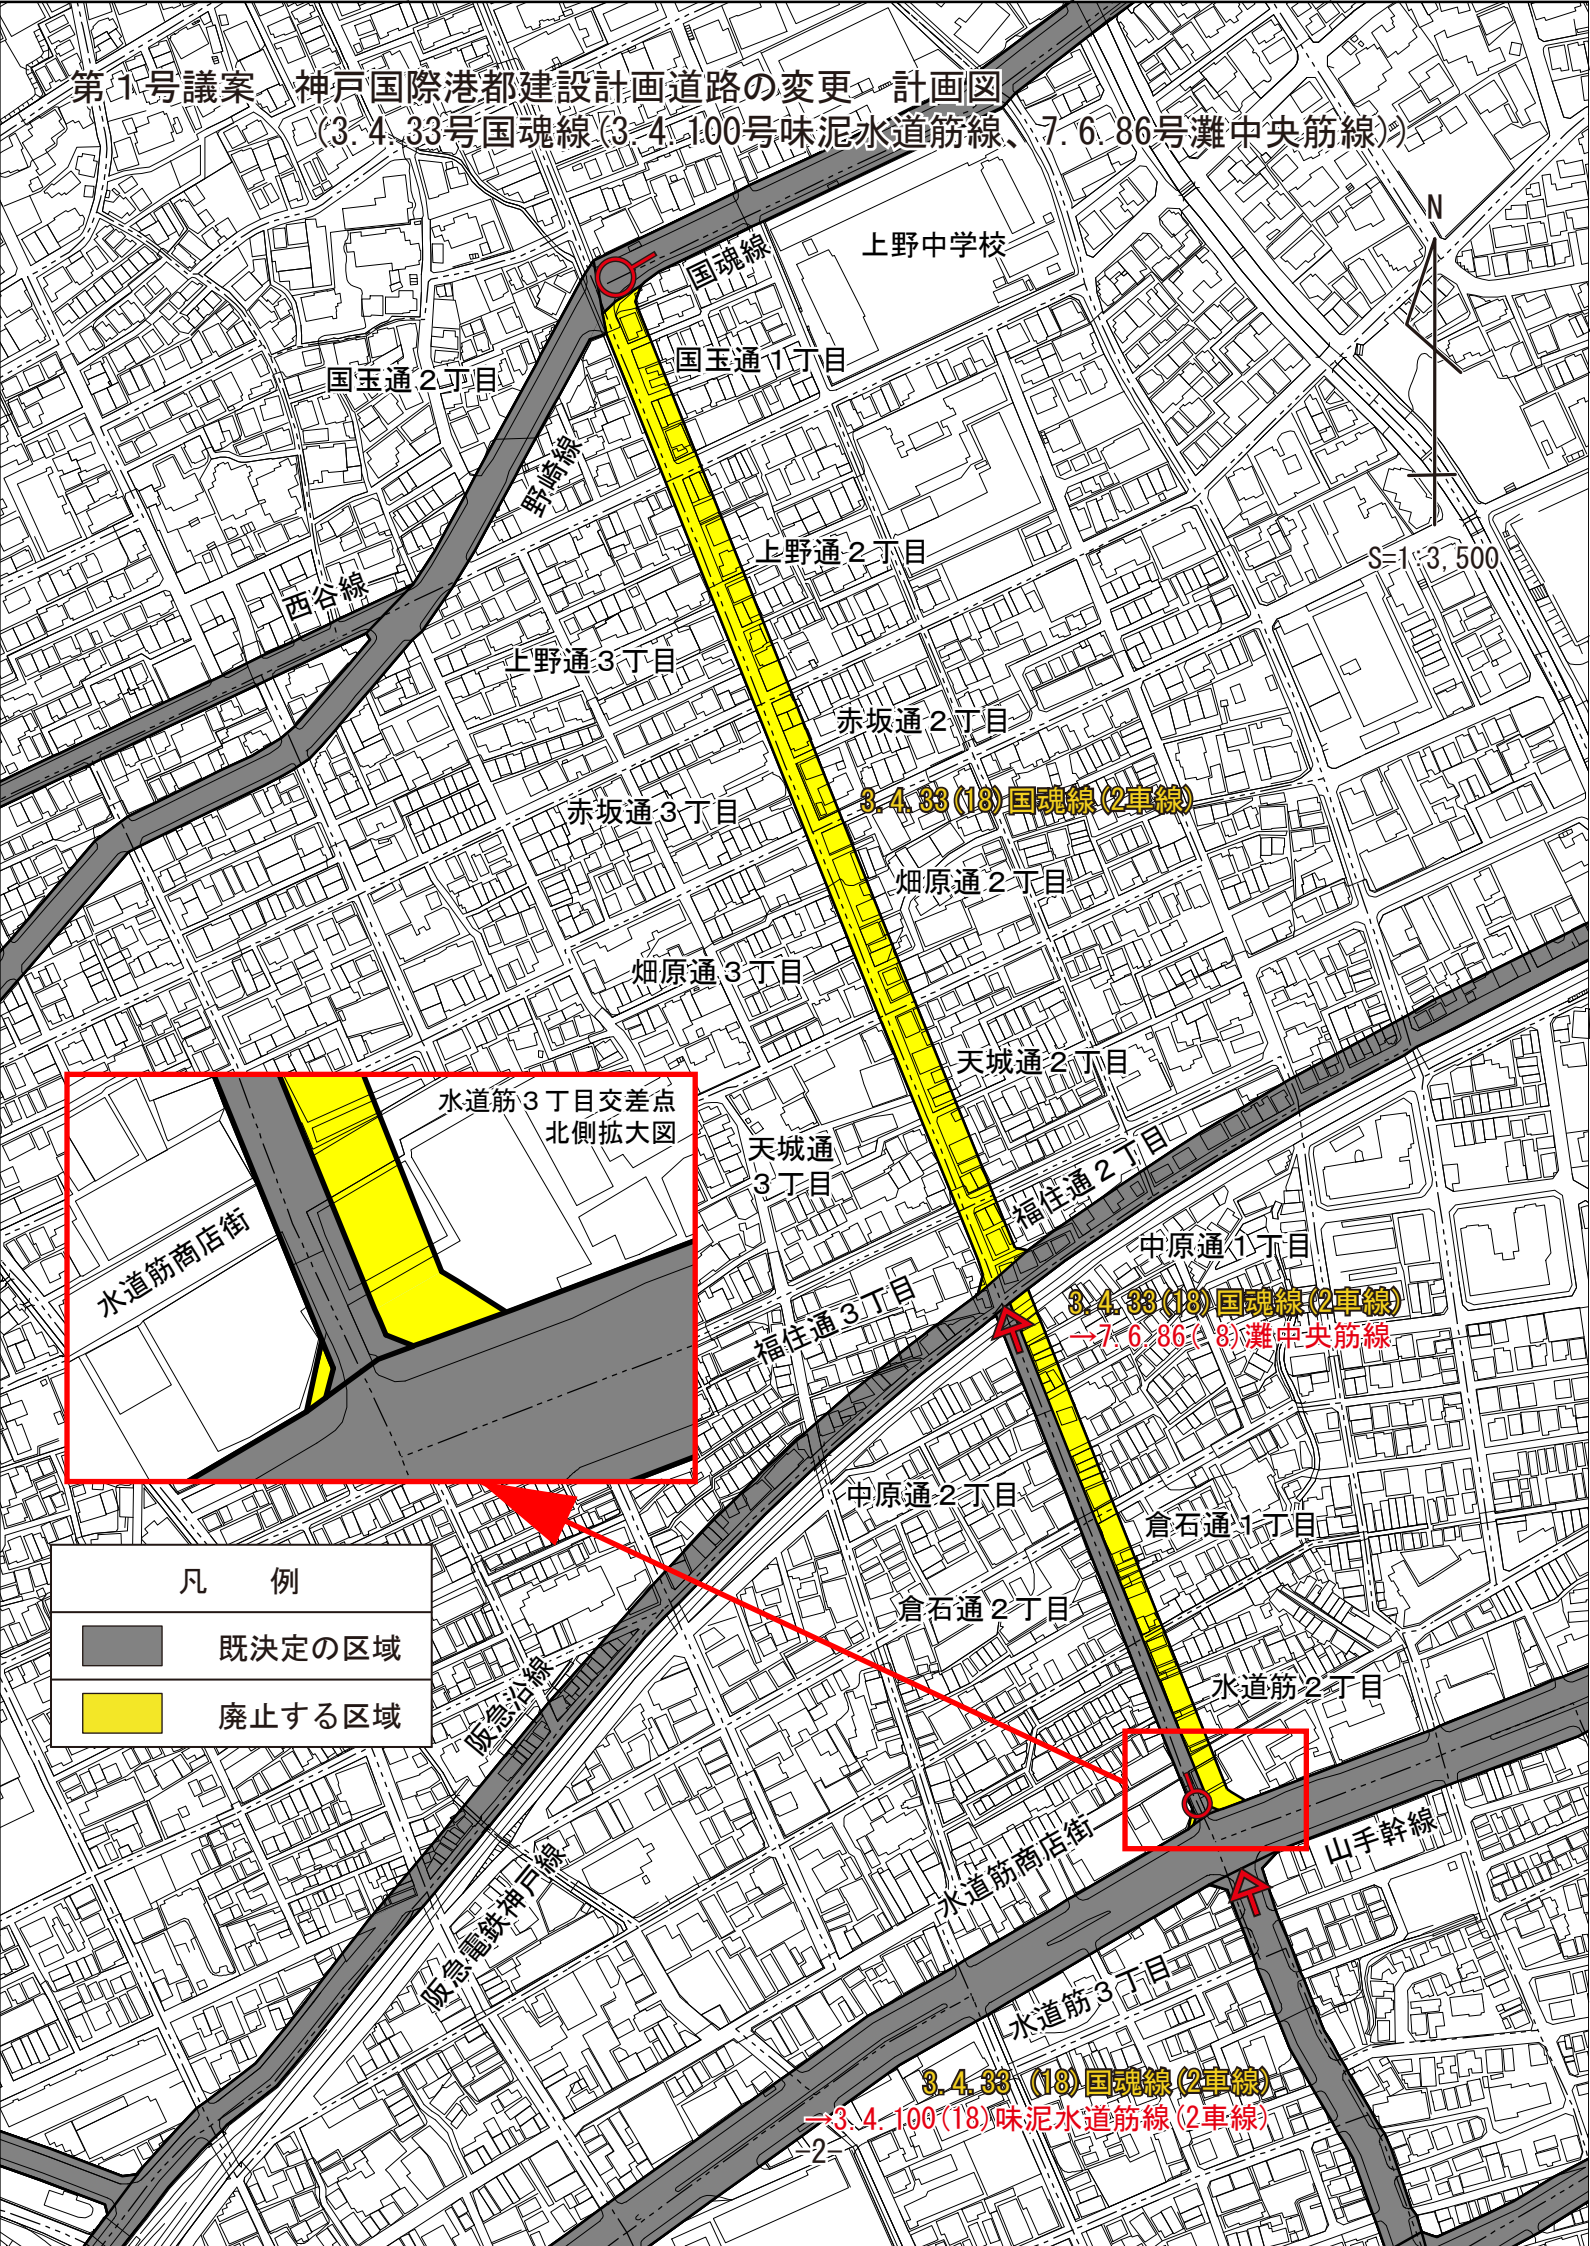 第１号議案　神戸国際港都建設計画道路の変更　計画図
(3.4.33号国魂線(3.4.100号味泥水道筋線、7.6.86号灘中央筋線))
N
上野中学校
国魂線
国玉通１丁目
国玉通２丁目
野崎線
上野通２丁目
S=1:3,500
西谷線
上野通３丁目
赤坂通２丁目
3.4.33(18)国魂線(2車線)
赤坂通３丁目
畑原通２丁目
畑原通３丁目
天城通２丁目
水道筋３丁目交差点
北側拡大図
水道筋商店街
天城通
３丁目
福住通２丁目
中原通１丁目
福住通３丁目
3.4.33(18)国魂線(2車線)
→7.6.86( 8)灘中央筋線
中原通２丁目
倉石通１丁目
凡　例
既決定の区域
廃止する区域
倉石通２丁目
阪急沿線
水道筋２丁目
山手幹線
水道筋商店街
阪急電鉄神戸線
水道筋３丁目
3.4.33 (18)国魂線(2車線)
→3.4.100(18)味泥水道筋線(2車線)
-2-